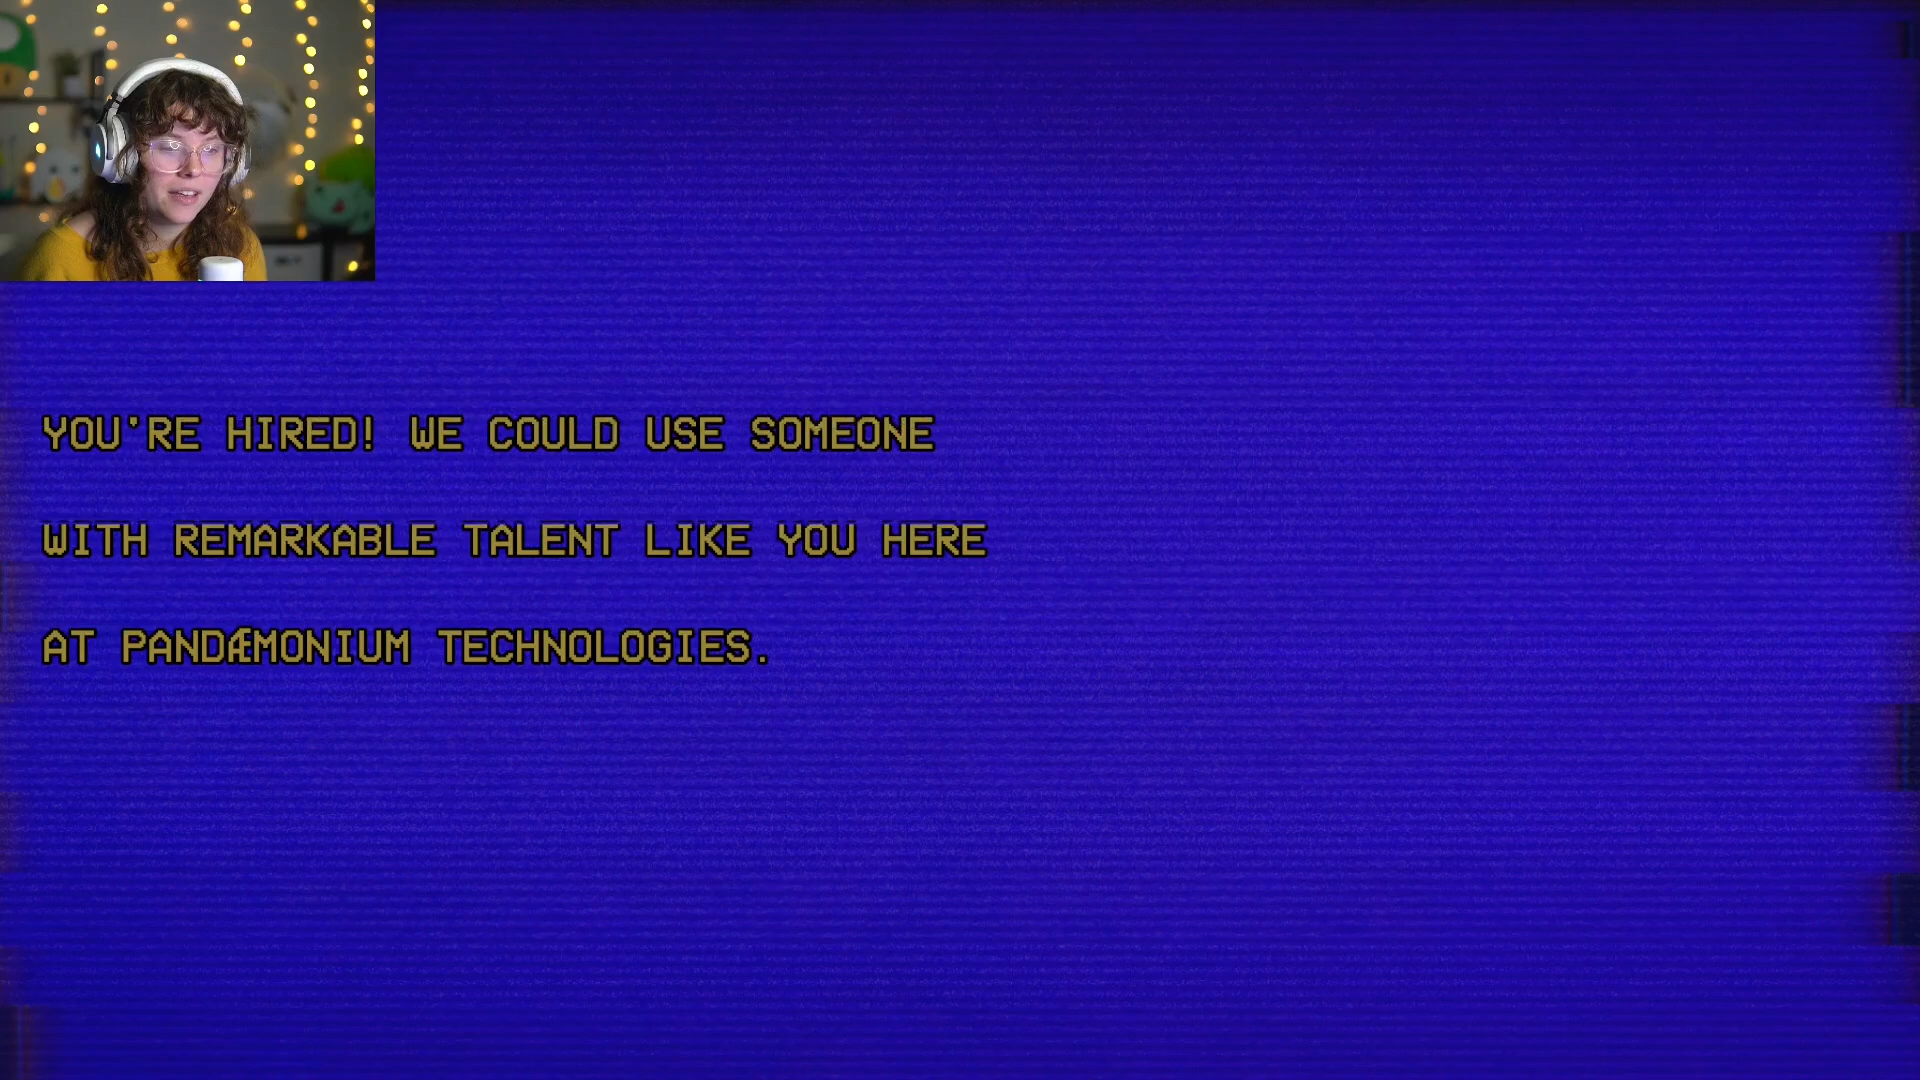 YOU'RE HIRED! WE COULD USE SOMEONE
WITH REMARKABLE TALENT LIKE YOU HERE
AT PANDÆMONIUM TECHNOLOGIES.